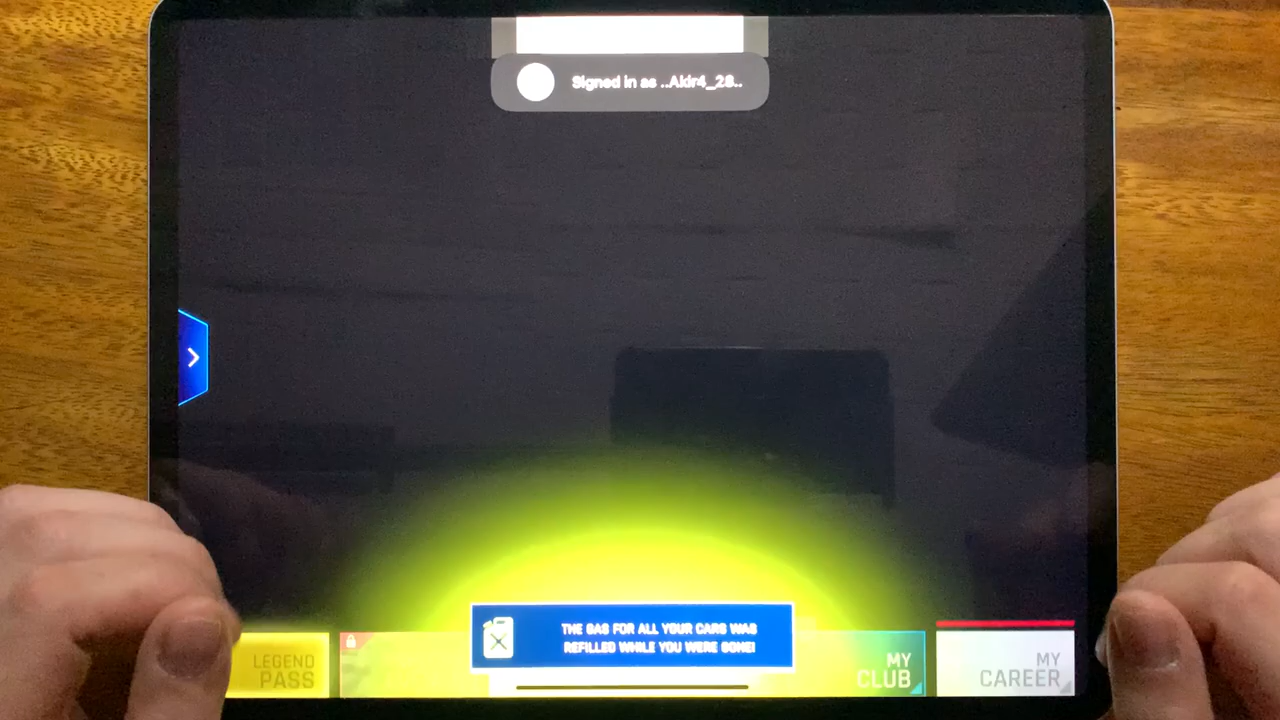 Signed in as ..Akir4_28..
THE GAS FOR ALL YOUR CARS WAS
REFILLED WHILE YOU WERE GONE!
LEGEND
PASS
MY
CLUB
MY
CAREER